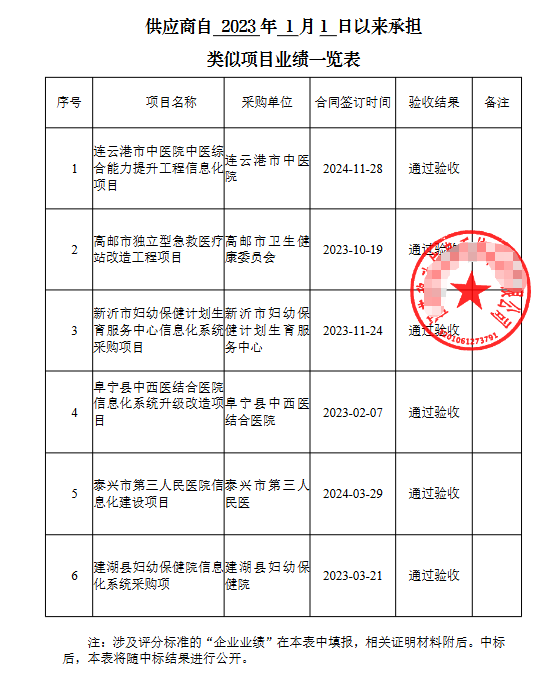 供应商自 2023 年 1 月 1 日以来承担
类似项目业绩一览表
序号 项目名称 采购单位 合同签订时间 验收结果 备注
1 连云港市中医院中医综合能力提升工程信息化项目 连云港市中医院 2024-11-28 通过验收
2 高邮市独立型急救医疗站改造工程项目 高邮市卫生健康委员会 2023-10-19 通过验收
3 新沂市妇幼保健计划生育服务中心信息化系统采购项目 新沂市妇幼保健计划生育服务中心 2023-11-24 通过验收
4 阜宁县中西医结合医院信息化系统升级改造项目 阜宁县中西医结合医院 2023-02-07 通过验收
5 泰兴市第三人民医院信息化建设项目 泰兴市第三人民医 2024-03-29 通过验收
6 建湖县妇幼保健院信息化系统采购项 建湖县妇幼保健院 2023-03-21 通过验收
注：涉及评分标准的“企业业绩”在本表中填报，相关证明材料附后。中标
后，本表将随中标结果进行公开。